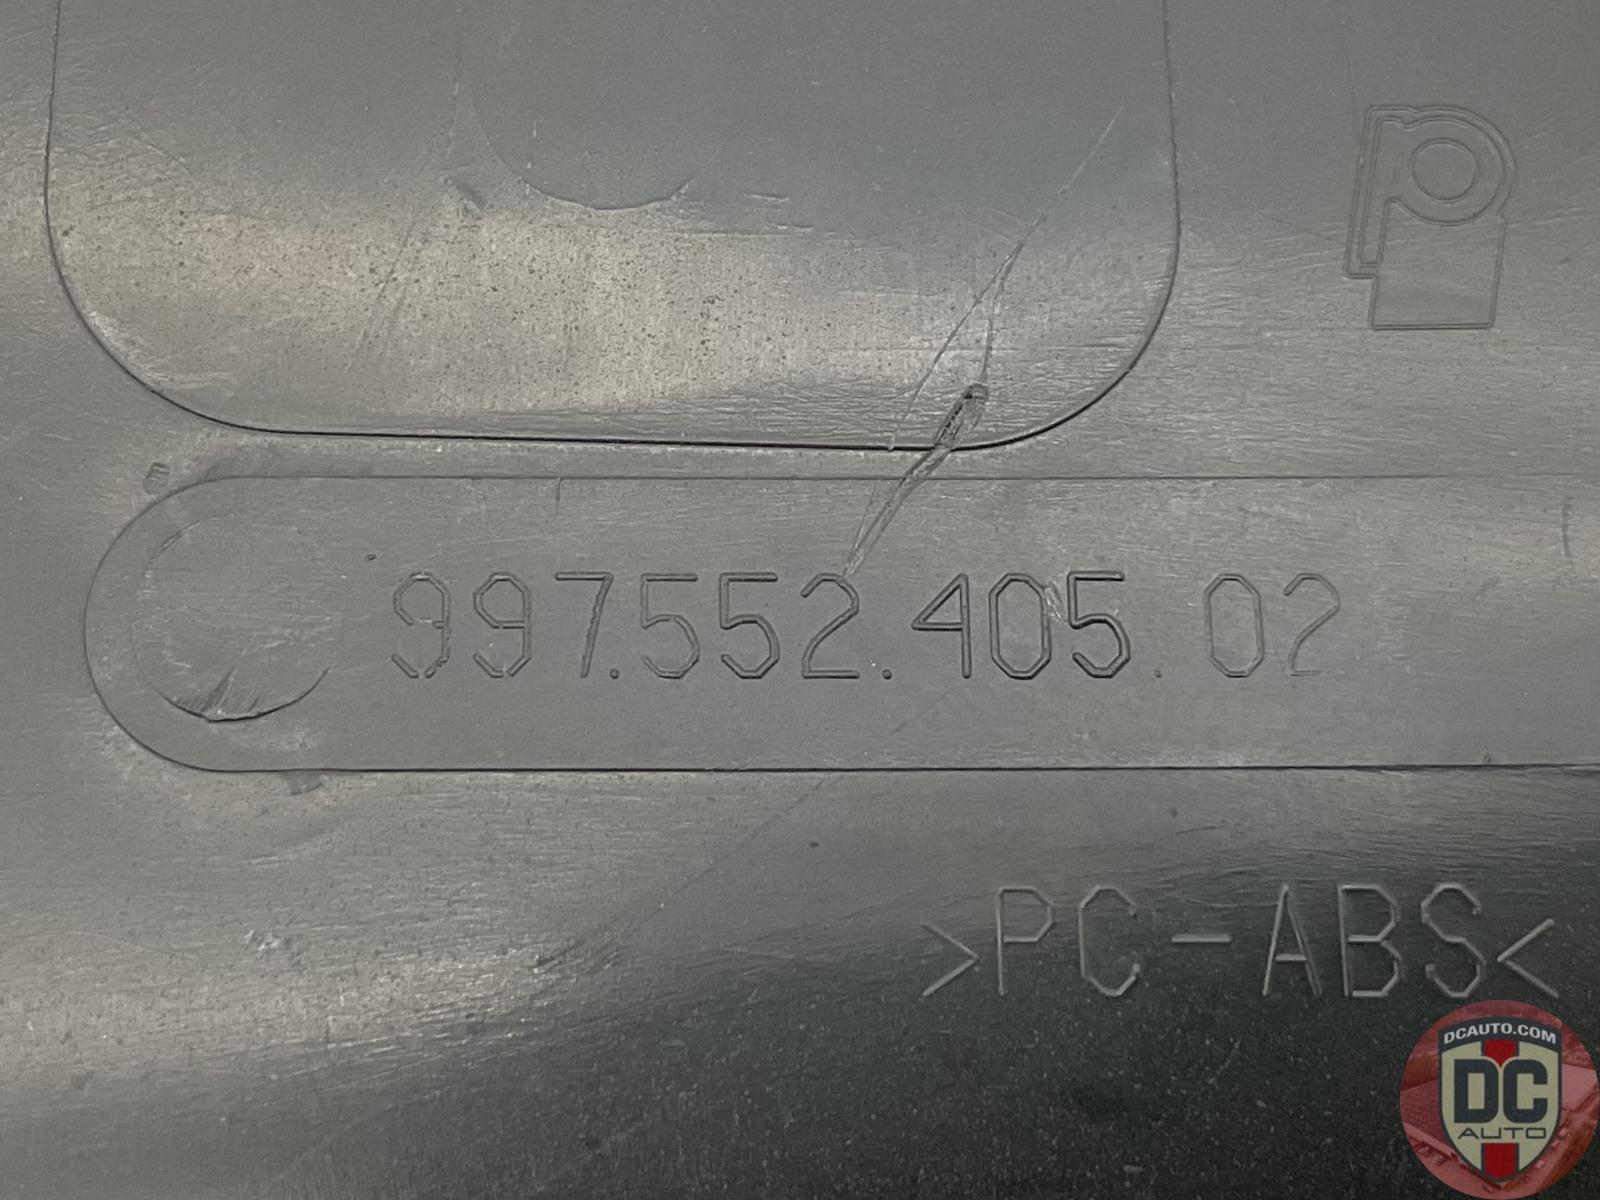 997.552.405.02
>PC-ABS<
DCAUTO.COM
DC
AUTO